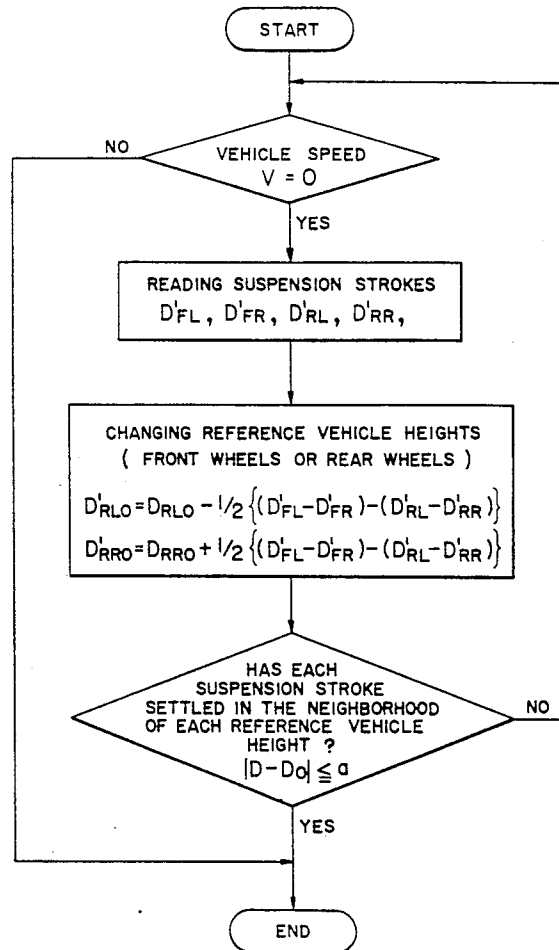 START
NO
VEHICLE SPEED
V = 0
YES
READING SUSPENSION STROKES
D'FL , D'FR , D'RL , D'RR ,
CHANGING REFERENCE VEHICLE HEIGHTS
( FRONT WHEELS OR REAR WHEELS )
D'RLO=DRLO-1/2{(D'FL-D'FR)-(D'RL-D'RR)}
D'RRO=DRRO+1/2{(D'FL-D'FR)-(D'RL-D'RR)}
HAS EACH
SUSPENSION STROKE
SETTLED IN THE NEIGHBORHOOD
OF EACH REFERENCE VEHICLE
HEIGHT ?
|D-DO| ≦ a
NO
YES
END